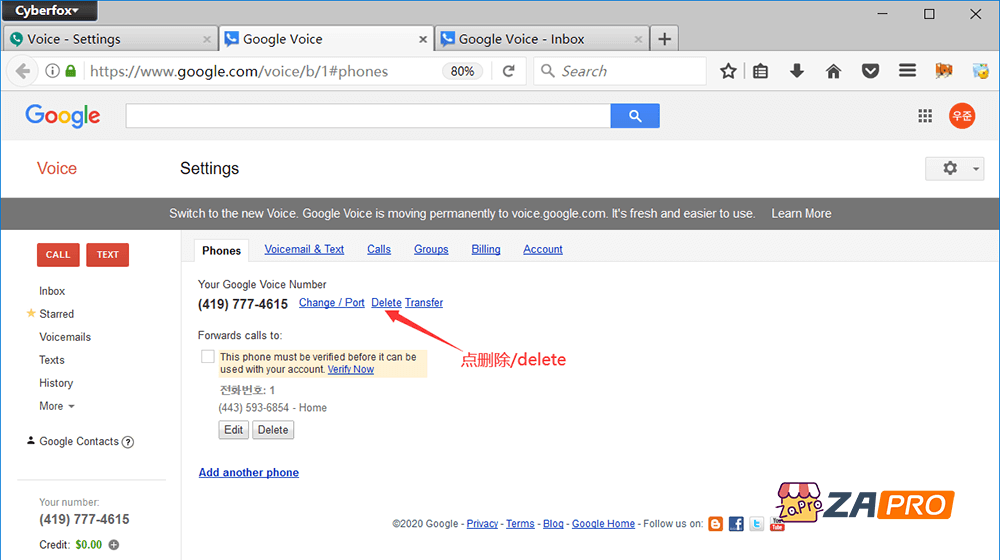 Cyberfox
Voice - Settings
Google Voice
Google Voice - Inbox
https://www.google.com/voice/b/1#phones
80%
Search
Google
우준
Voice
Settings
Switch to the new Voice. Google Voice is moving permanently to voice.google.com. It's fresh and easier to use. Learn More
CALL
TEXT
Phones
Voicemail & Text
Calls
Groups
Billing
Account
Inbox
Starred
Voicemails
Texts
History
More
Google Contacts ?
Your number:
(419) 777-4615
Credit: $0.00
Your Google Voice Number
(419) 777-4615 Change / Port Delete Transfer
Forwards calls to:
This phone must be verified before it can be
used with your account. Verify Now
전화번호: 1
(443) 593-6854 - Home
Edit
Delete
点删除/delete
Add another phone
©2020 Google - Privacy - Terms - Blog - Google Home - Follow us on:
You
Tube
ZaPro
ZAPRO